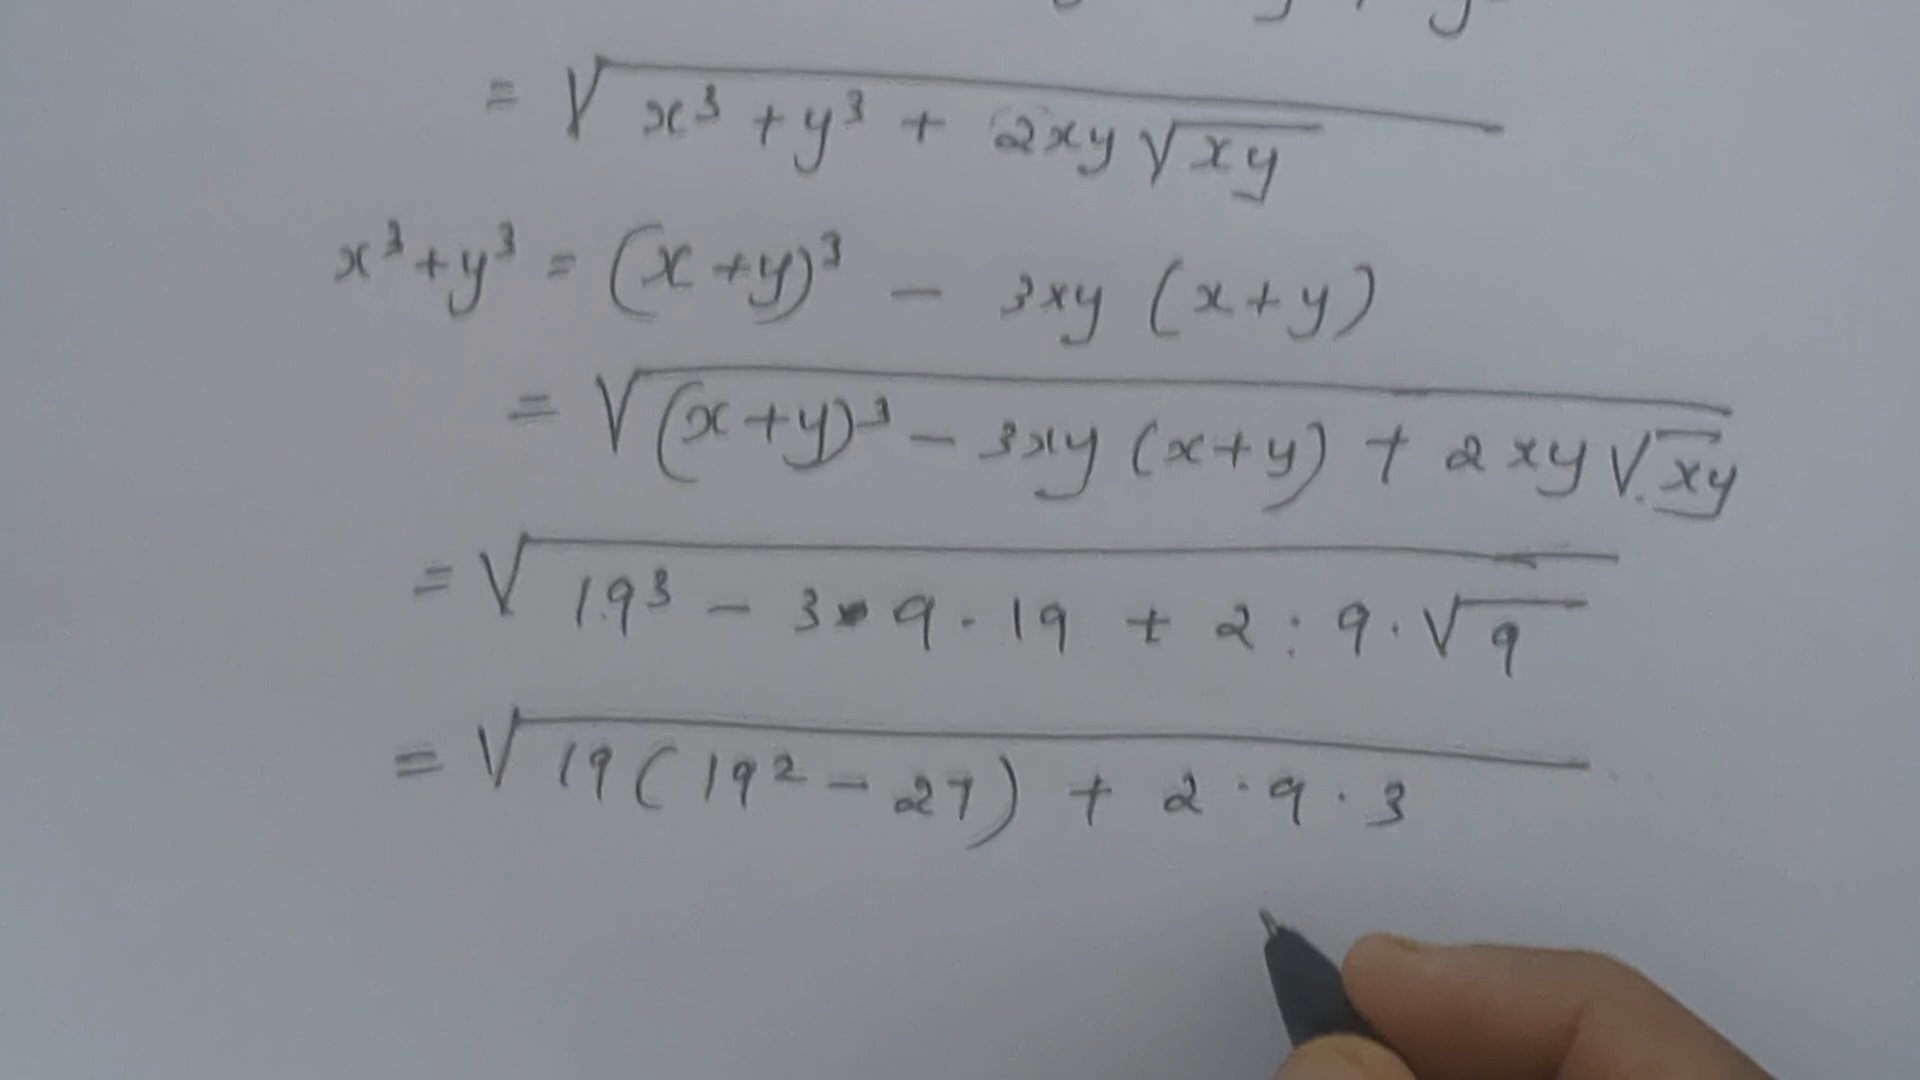 = √(x³ + y³ + 2xy√(xy))
x³ + y³ = (x + y)³ − 3xy (x + y)
= √((x + y)³ − 3xy (x + y) + 2xy√(xy))
= √(19³ − 3 · 9 · 19 + 2 · 9 · √9)
= √(19 (19² − 27) + 2 · 9 · 3)